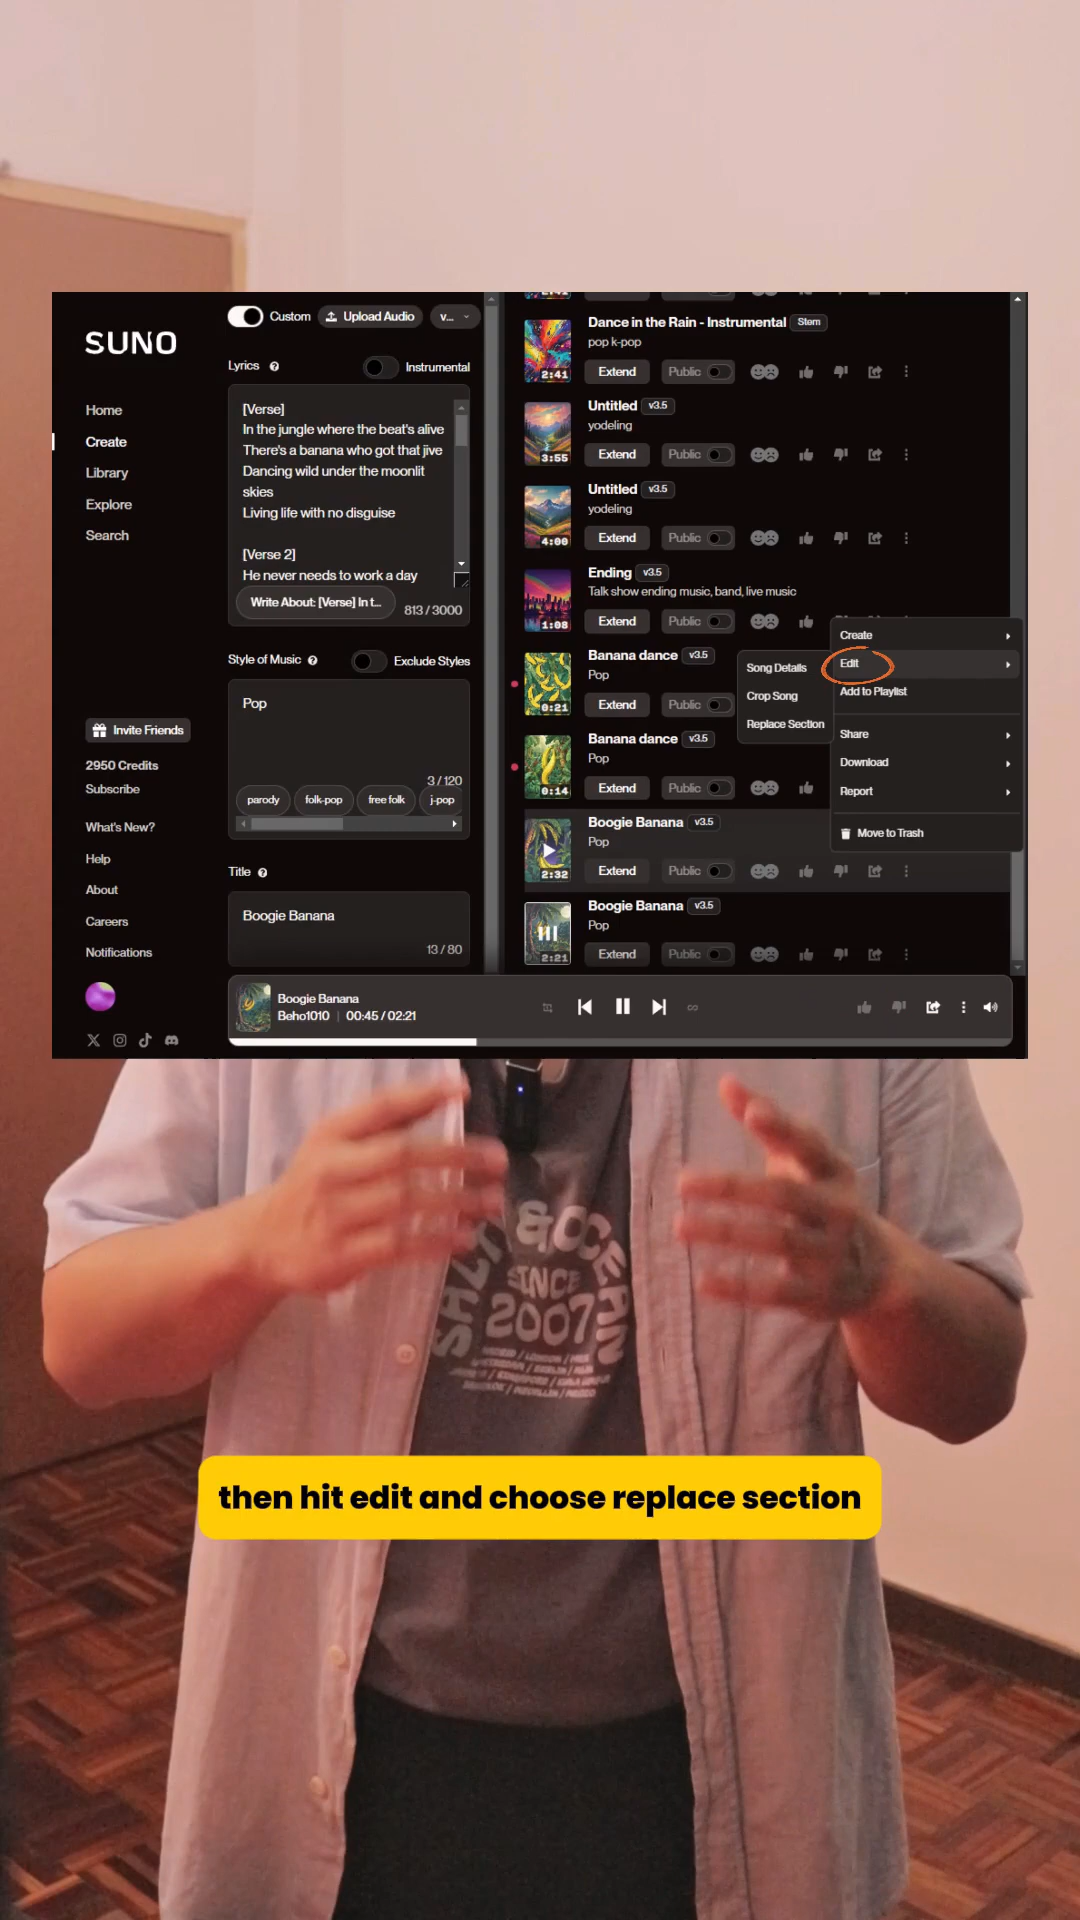 SUNO
Home
Create
Library
Explore
Search
Invite Friends
2950 Credits
Subscribe
What's New?
Help
About
Careers
Notifications
Custom
Upload Audio
v...
Lyrics
Instrumental
[Verse]
In the jungle where the beat's alive
There's a banana who got that jive
Dancing wild under the moonlit
skies
Living life with no disguise
[Verse 2]
He never needs to work a day
Write About: [Verse] In t...
813 / 3000
Style of Music
Exclude Styles
Pop
3 / 120
parody
folk-pop
free folk
j-pop
Title
Boogie Banana
13 / 80
2:41
Dance in the Rain - Instrumental Stem
pop k-pop
2:41
Extend
Public
Untitled v3.5
yodeling
3:55
Extend
Public
Untitled v3.5
yodeling
4:00
Extend
Public
Ending v3.5
Talk show ending music, band, live music
1:08
Extend
Public
Banana dance v3.5
Pop
0:21
Extend
Public
Banana dance v3.5
Pop
0:14
Extend
Public
Boogie Banana v3.5
Pop
2:32
Extend
Public
Boogie Banana v3.5
Pop
2:21
Extend
Public
Song Details
Crop Song
Replace Section
Create
Edit
Add to Playlist
Share
Download
Report
Move to Trash
Boogie Banana
Beho1010 | 00:45 / 02:21
SALT & OCEAN
SINCE
2007
then hit edit and choose replace section